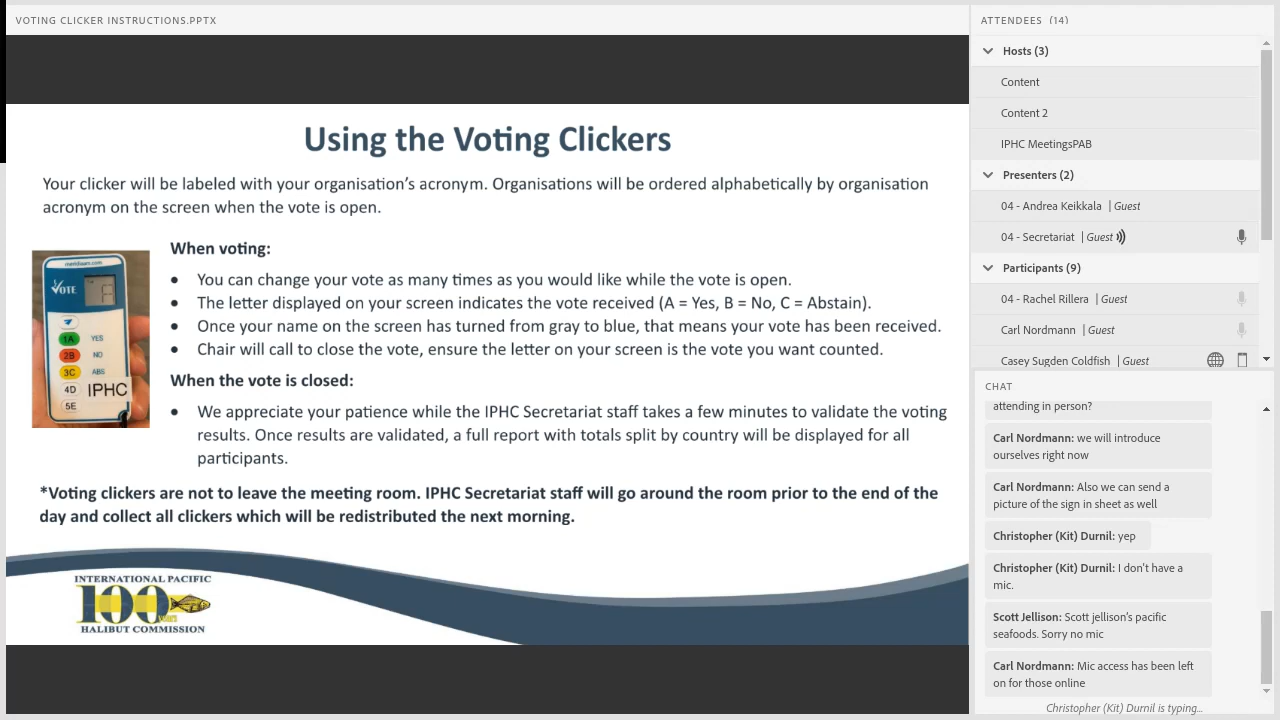 VOTING CLICKER INSTRUCTIONS.PPTX
Using the Voting Clickers
Your clicker will be labeled with your organisation's acronym. Organisations will be ordered alphabetically by organisation
acronym on the screen when the vote is open.
meridiaars.com
VOTE
1A YES
2B NO
3C ABS
4D IPHC
5E
When voting:
• You can change your vote as many times as you would like while the vote is open.
• The letter displayed on your screen indicates the vote received (A = Yes, B = No, C = Abstain).
• Once your name on the screen has turned from gray to blue, that means your vote has been received.
• Chair will call to close the vote, ensure the letter on your screen is the vote you want counted.
When the vote is closed:
• We appreciate your patience while the IPHC Secretariat staff takes a few minutes to validate the voting
results. Once results are validated, a full report with totals split by country will be displayed for all
participants.
*Voting clickers are not to leave the meeting room. IPHC Secretariat staff will go around the room prior to the end of the
day and collect all clickers which will be redistributed the next morning.
INTERNATIONAL PACIFIC
100
YEARS
HALIBUT COMMISSION
ATTENDEES (14)
Hosts (3)
Content
Content 2
IPHC MeetingsPAB
Presenters (2)
04 - Andrea Keikkala | Guest
04 - Secretariat | Guest
Participants (9)
04 - Rachel Rillera | Guest
Carl Nordmann | Guest
Casey Sugden Coldfish | Guest
CHAT
attending in person?
Carl Nordmann: we will introduce
ourselves right now
Carl Nordmann: Also we can send a
picture of the sign in sheet as well
Christopher (Kit) Durnil: yep
Christopher (Kit) Durnil: I don't have a
mic.
Scott Jellison: Scott jellison's pacific
seafoods. Sorry no mic
Carl Nordmann: Mic access has been left
on for those online
Christopher (Kit) Durnil is typing...